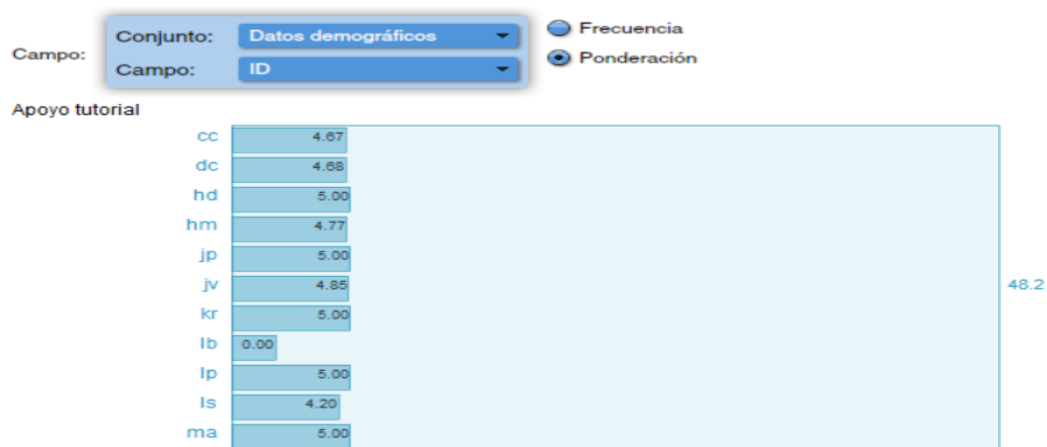 Campo:
Conjunto: Datos demográficos
Campo: ID
Frecuencia
Ponderación
Apoyo tutorial
cc 4.67
dc 4.68
hd 5.00
hm 4.77
jp 5.00
jv 4.85
48.2
kr 5.00
lb 0.00
lp 5.00
ls 4.20
ma 5.00